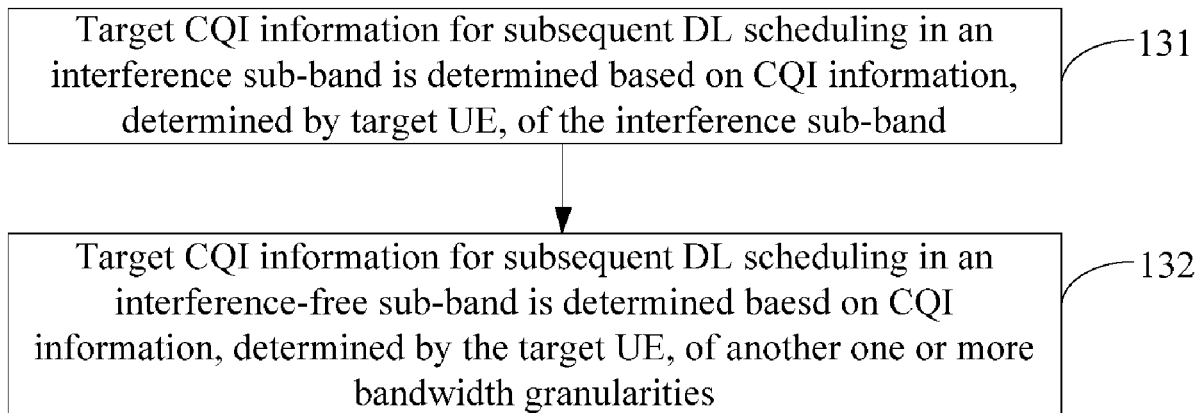 Target CQI information for subsequent DL scheduling in an
interference sub-band is determined based on CQI information,
determined by target UE, of the interference sub-band
131
Target CQI information for subsequent DL scheduling in an
interference-free sub-band is determined baesd on CQI
information, determined by the target UE, of another one or more
bandwidth granularities
132